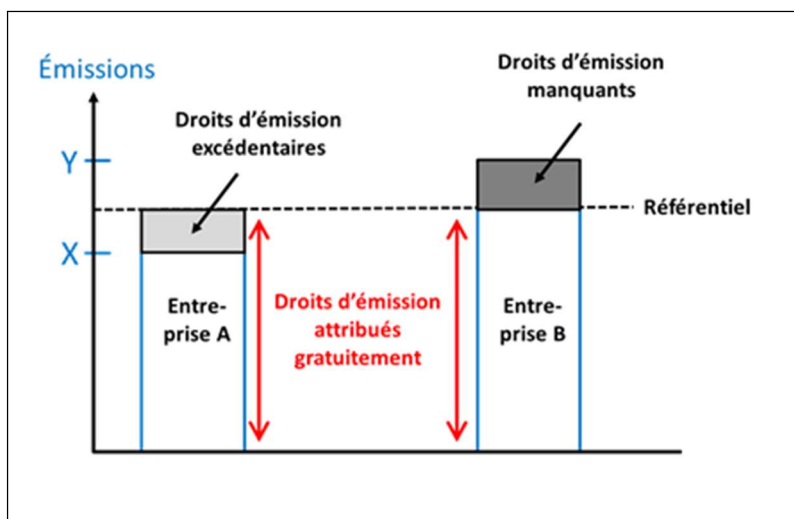 Émissions
Droits d'émission
manquants
Droits d'émission
excédentaires
Y
Référentiel
X
Entre-
prise A
Droits d'émission
attribués
gratuitement
Entre-
prise B